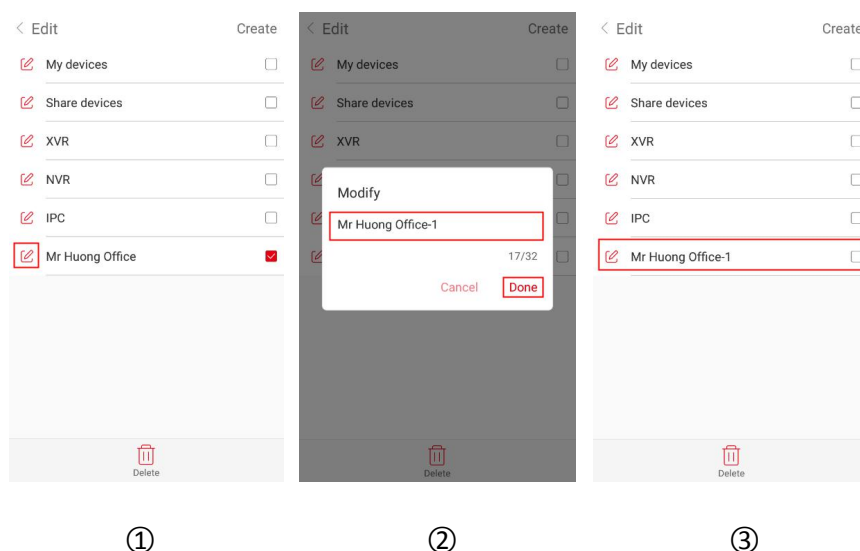 < Edit Create
My devices
Share devices
XVR
NVR
IPC
Mr Huong Office
Delete
①
< Edit Create
My devices
Share devices
XVR
Modify
Mr Huong Office-1
17/32
Cancel Done
Delete
②
< Edit Create
My devices
Share devices
XVR
NVR
IPC
Mr Huong Office-1
Delete
③